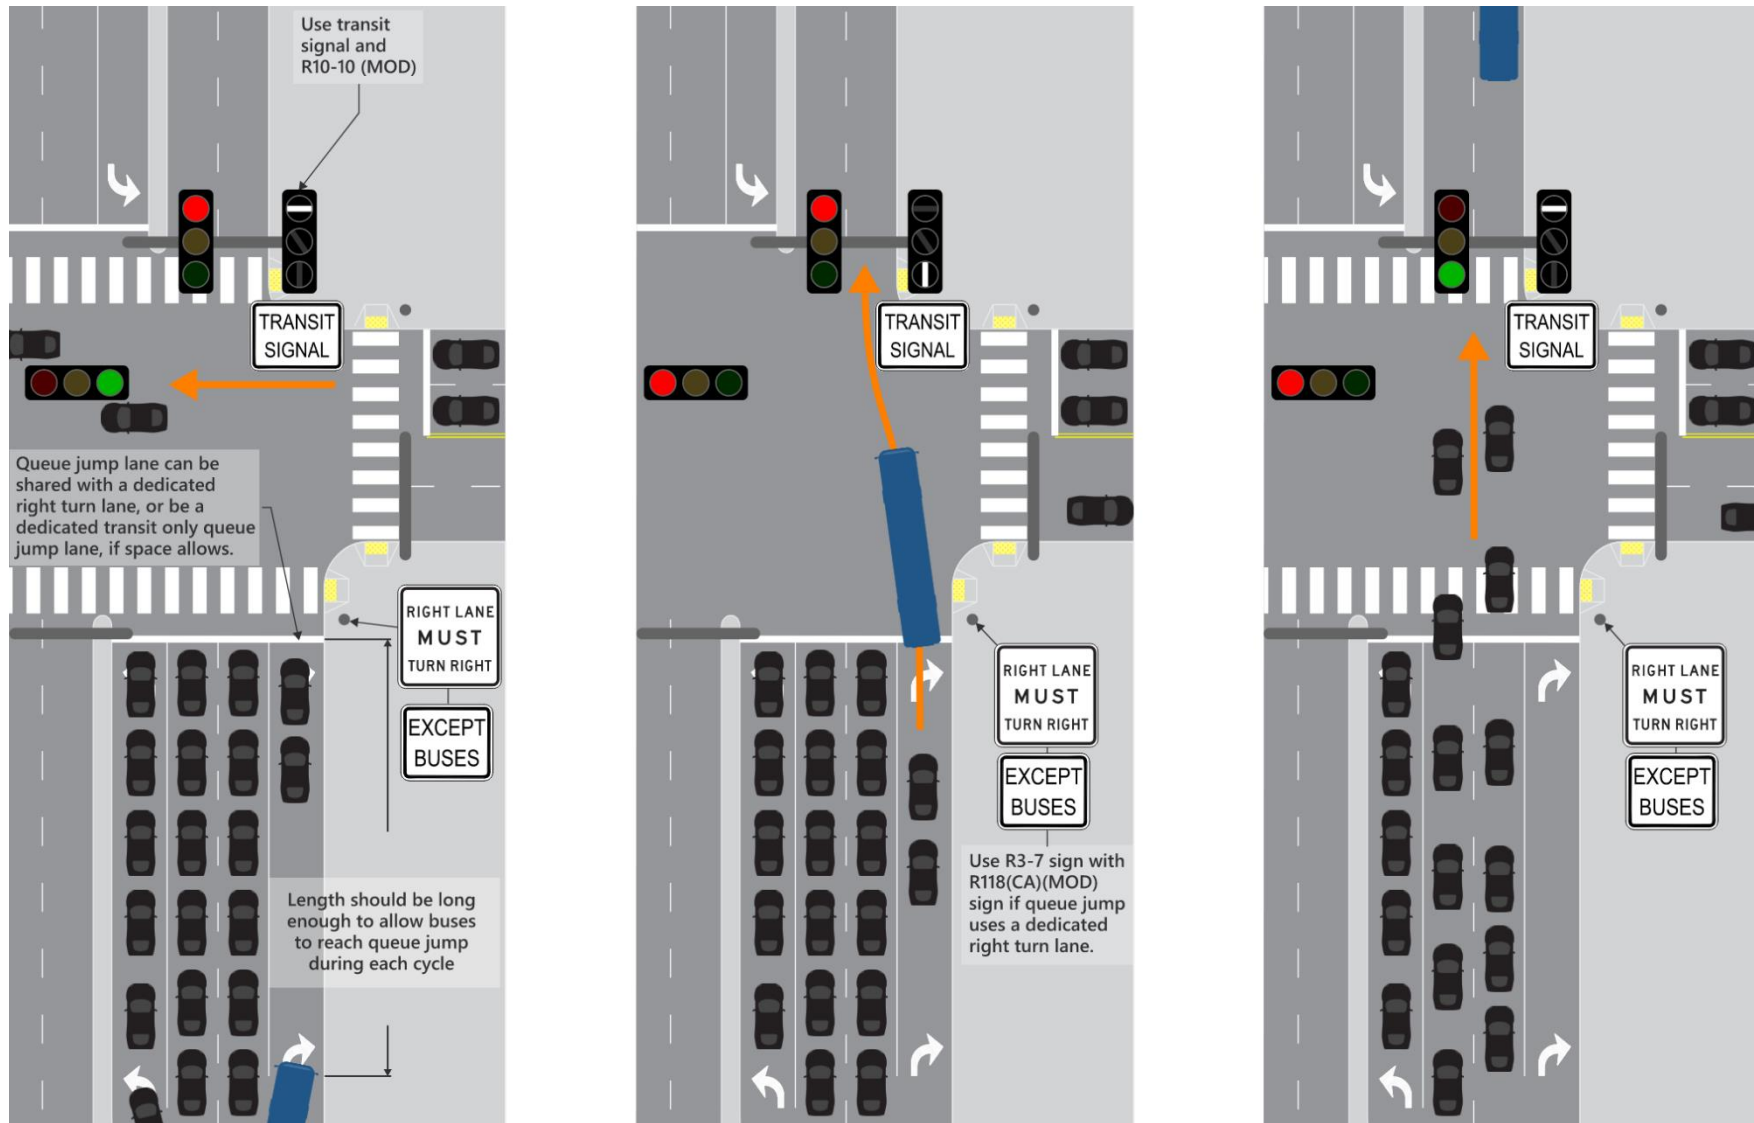 Use transit
signal and
R10-10 (MOD)
TRANSIT
SIGNAL
Queue jump lane can be
shared with a dedicated
right turn lane, or be a
dedicated transit only queue
jump lane, if space allows.
RIGHT LANE
MUST
TURN RIGHT
EXCEPT
BUSES
Length should be long
enough to allow buses
to reach queue jump
during each cycle
TRANSIT
SIGNAL
RIGHT LANE
MUST
TURN RIGHT
EXCEPT
BUSES
Use R3-7 sign with
R118(CA)(MOD)
sign if queue jump
uses a dedicated
right turn lane.
TRANSIT
SIGNAL
RIGHT LANE
MUST
TURN RIGHT
EXCEPT
BUSES